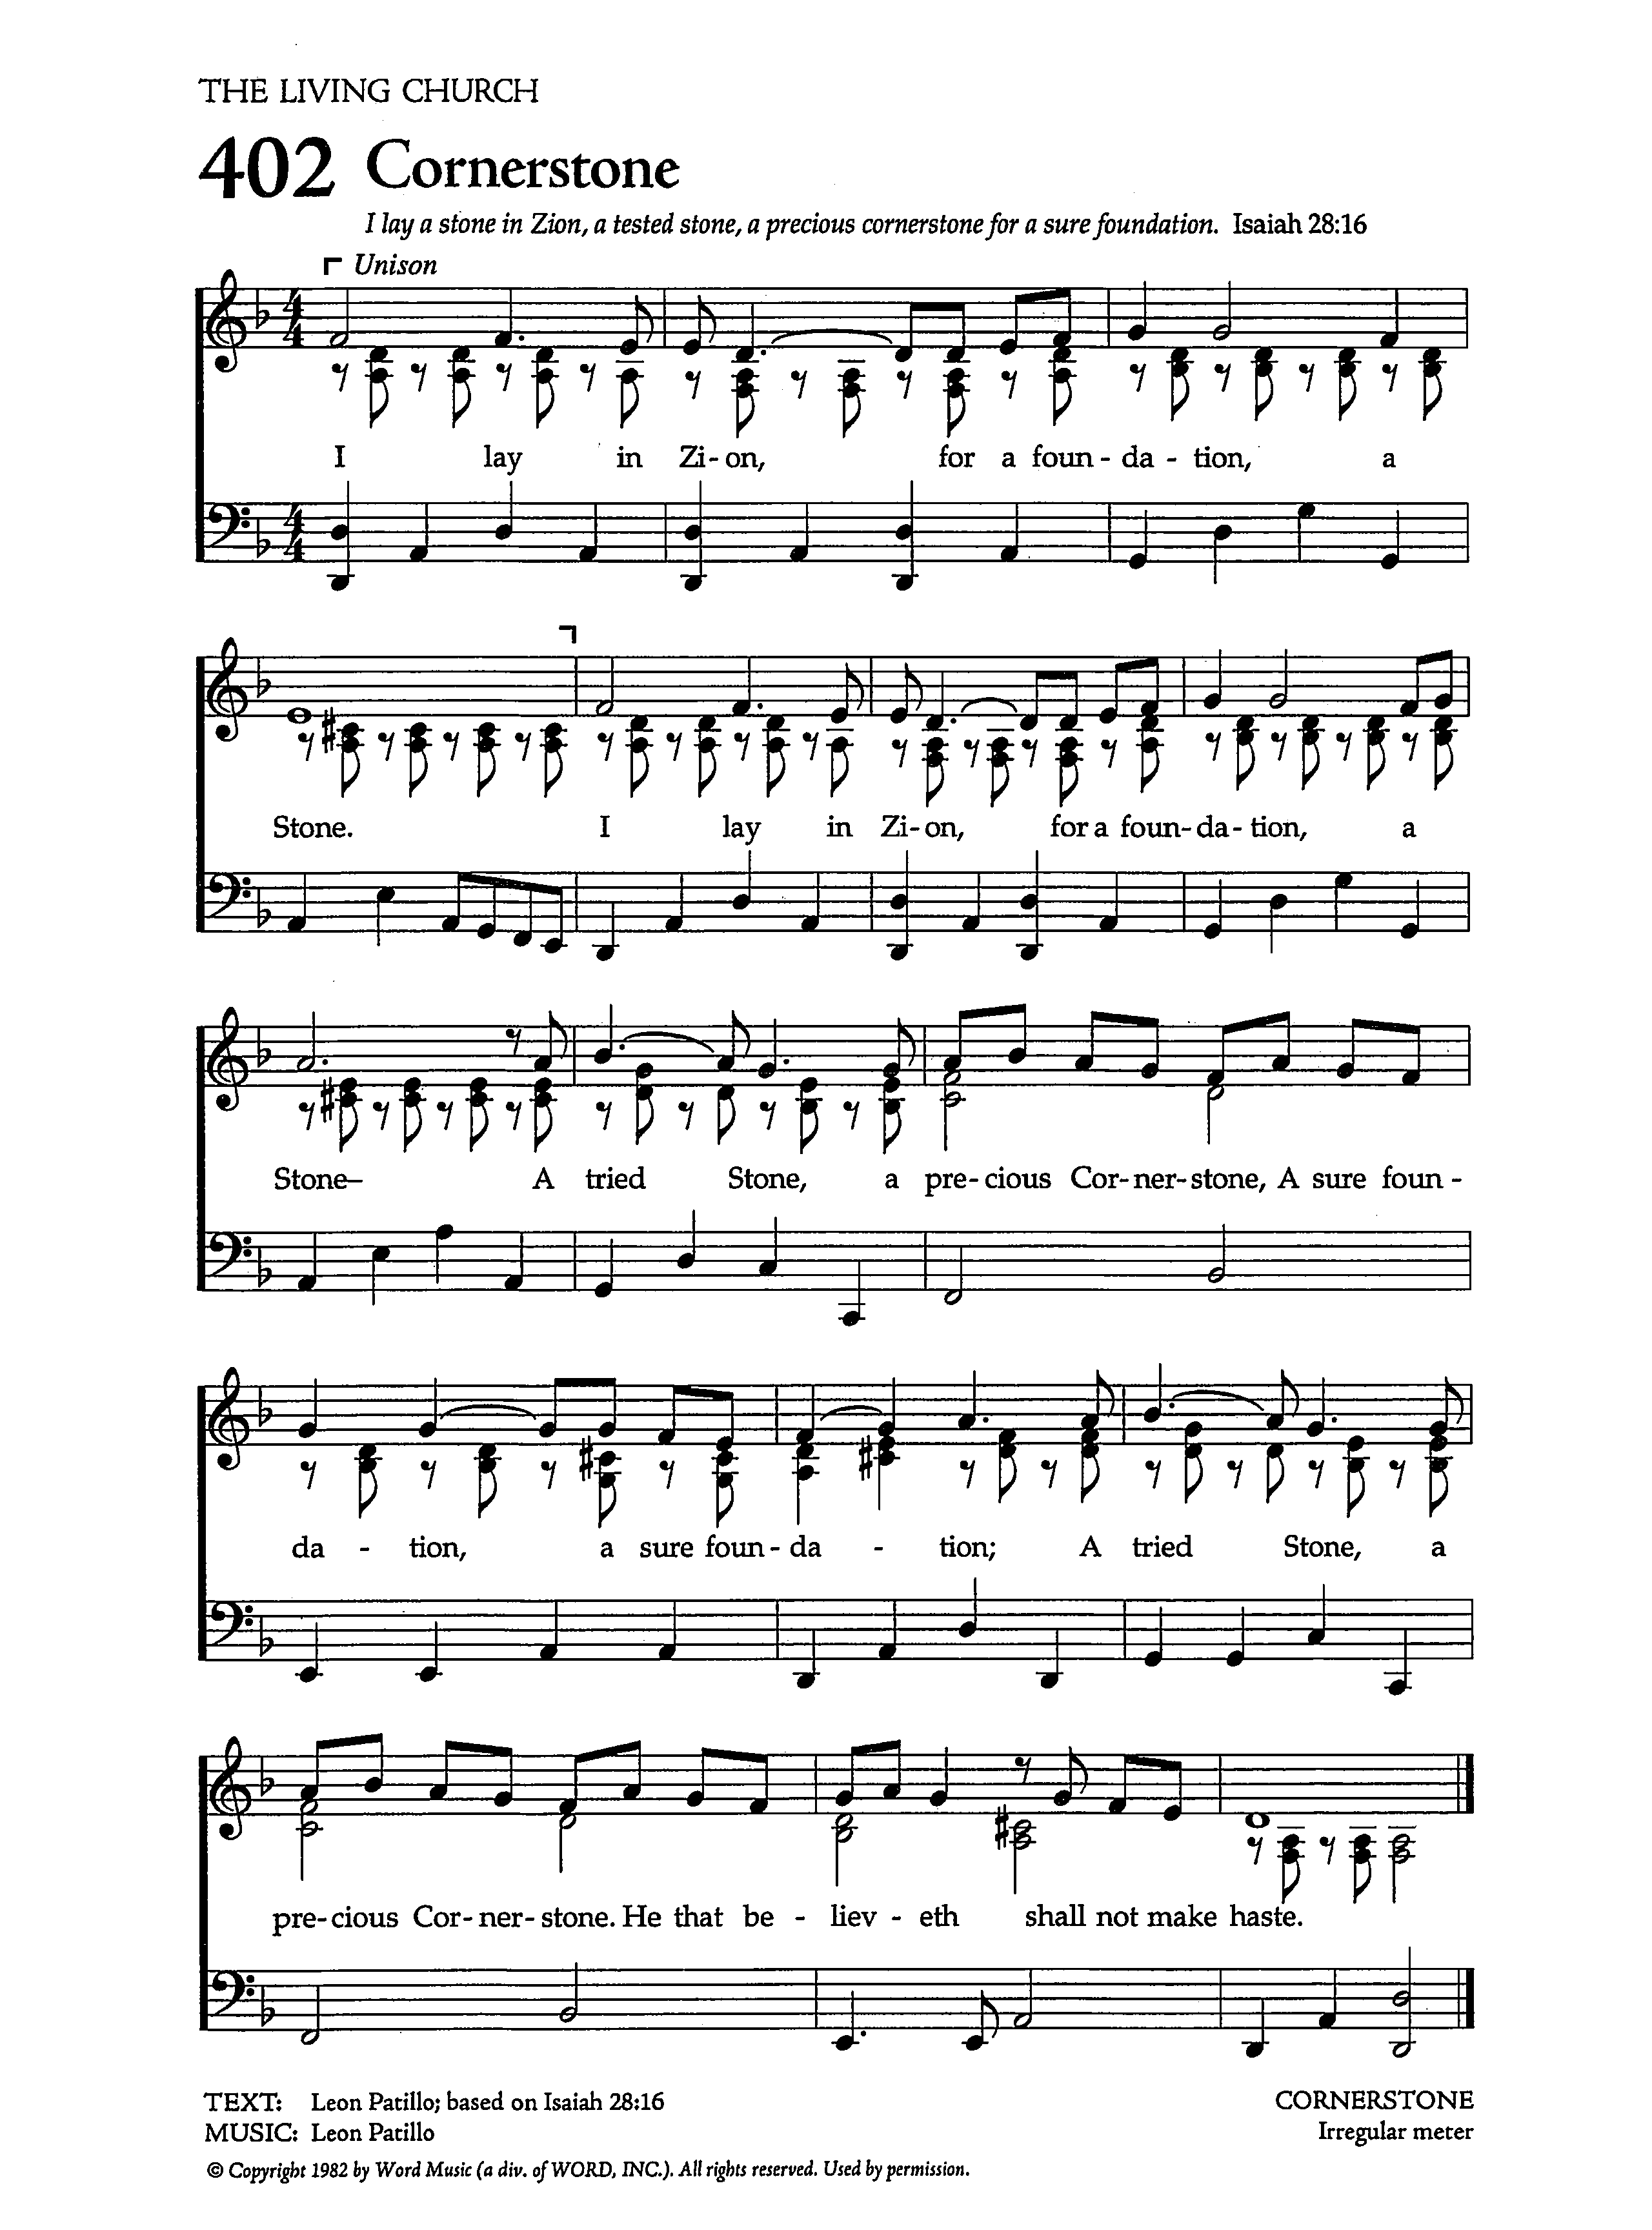 THE LIVING CHURCH
402 Cornerstone
I lay a stone in Zion, a tested stone, a precious cornerstone for a sure foundation. Isaiah 28:16
Unison
I lay in Zi- on, for a foun - da - tion, a
Stone. I lay in Zi- on, for a foun- da- tion, a
Stone– A tried Stone, a pre- cious Cor- ner- stone, A sure foun -
da - tion, a sure foun - da - tion; A tried Stone, a
pre- cious Cor- ner- stone. He that be - liev - eth shall not make haste.
TEXT: Leon Patillo; based on Isaiah 28:16
MUSIC: Leon Patillo
CORNERSTONE
Irregular meter
© Copyright 1982 by Word Music (a div. of WORD, INC.). All rights reserved. Used by permission.